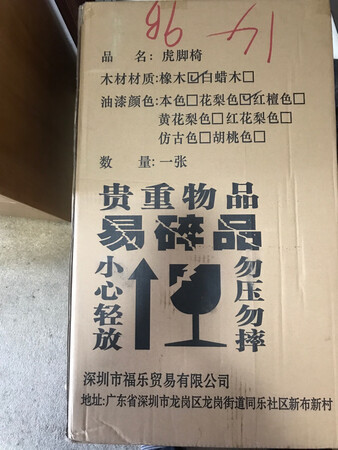 14 98
品 名：虎脚椅
木材材质:橡木☑白蜡木☐
油漆颜色:本色☐花梨色☑红檀色☐
黄花梨色☐红花梨色☐
仿古色☐胡桃色☐
数 量:一张
贵重物品
易碎品
小心轻放
勿压勿摔
深圳市福乐贸易有限公司
地址:广东省深圳市龙岗区龙岗街道同乐社区新布新村